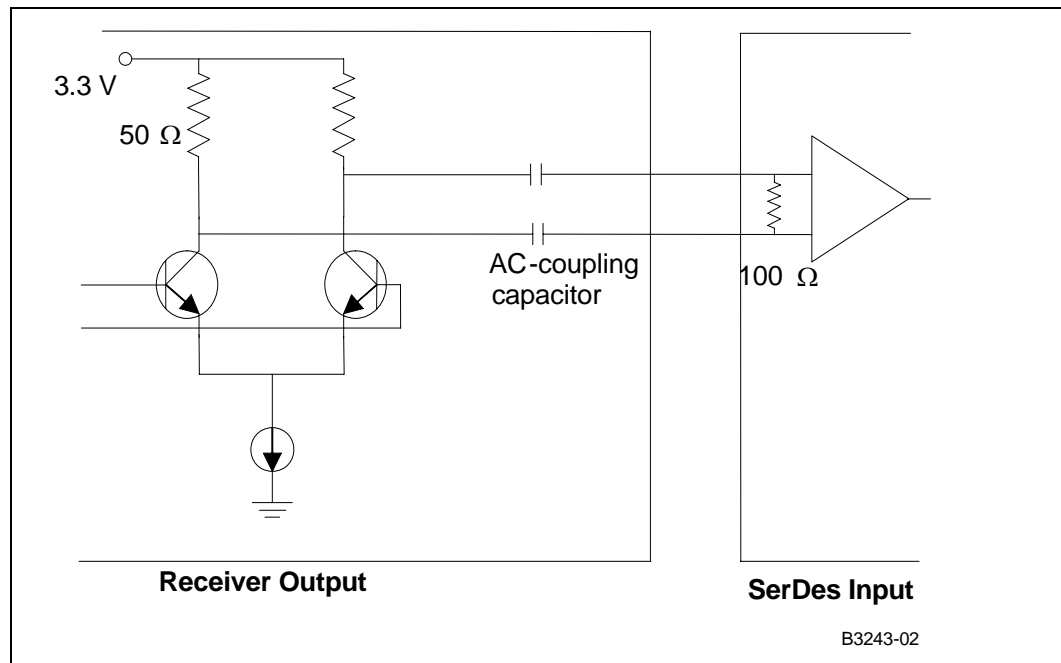 3.3 V
50 Ω
AC-coupling
capacitor
100 Ω
Receiver Output
SerDes Input
B3243-02